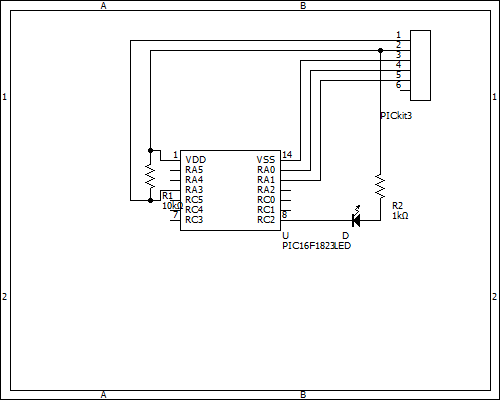 A B
1
2
3
4
5
6
1 1
PICkit3
1 VDD VSS 14
RA5 RA0
RA4 RA1
RA3 RA2
R1 RC5 RC0
10kΩ RC4 RC1
7 RC3 RC2 8
R2
1kΩ
U D
PIC16F1823 LED
2 2
A B